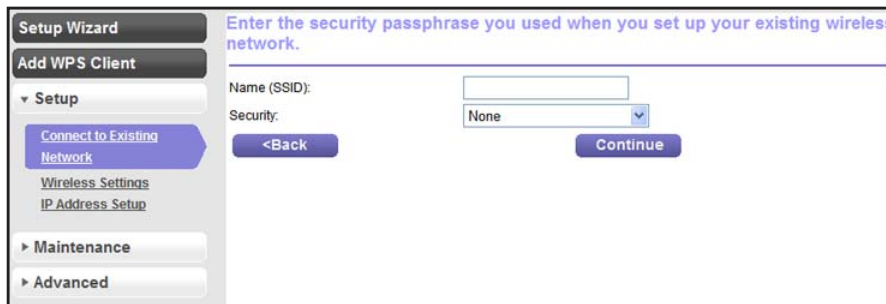 Setup Wizard
Add WPS Client
Setup
Connect to Existing
Network
Wireless Settings
IP Address Setup
Maintenance
Advanced
Enter the security passphrase you used when you set up your existing wireles
network.
Name (SSID):
Security:
None
<Back
Continue